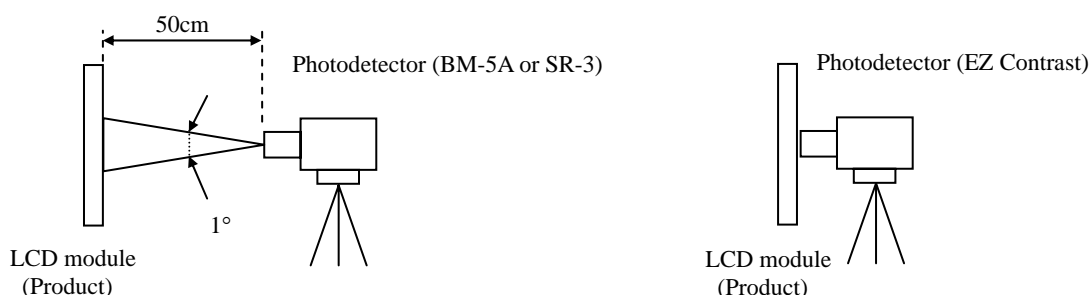 50cm
Photodetector (BM-5A or SR-3)
1°
LCD module
(Product)
Photodetector (EZ Contrast)
LCD module
(Product)